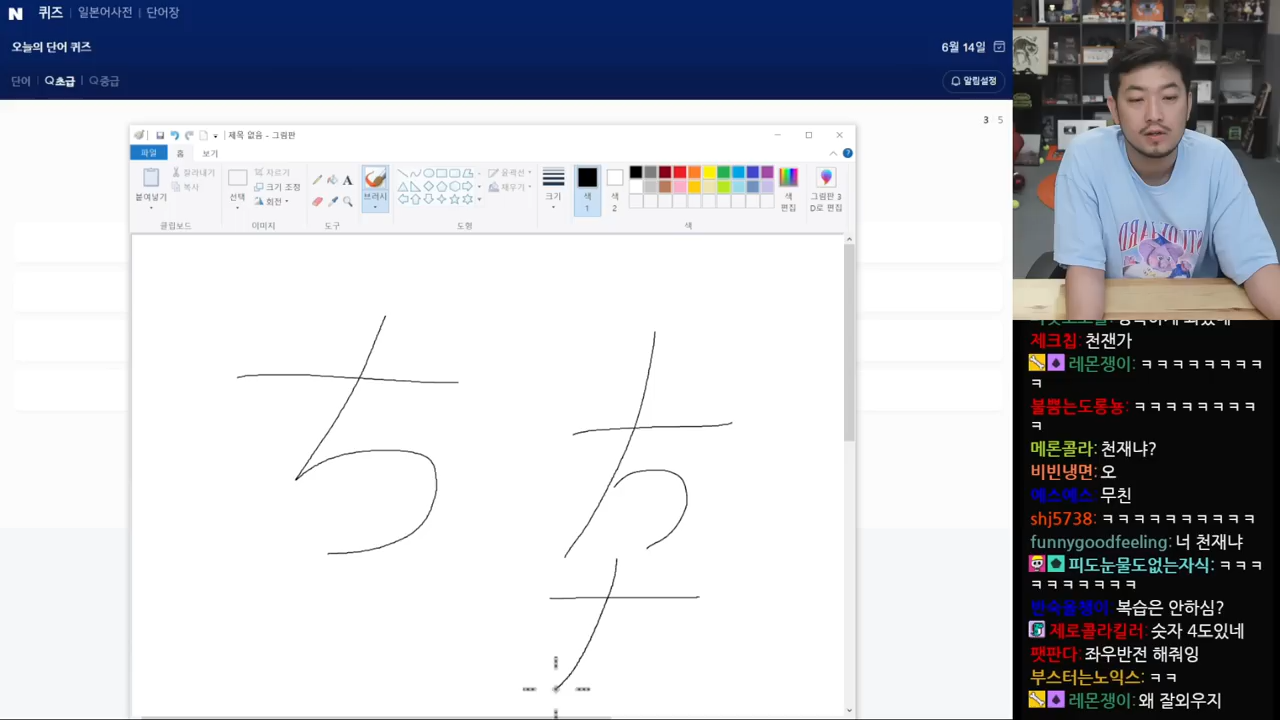 N 퀴즈 | 일본어사전 | 단어장
오늘의 단어 퀴즈
6월 14일
단어 초급 중급
알림설정
3 5
제목 없음 - 그림판
파일 홈 보기
붙여넣기
잘라내기
복사
클립보드
선택
자르기
크기 조정
회전
이미지
A
도구
브러시
윤곽선
채우기
도형
크기
색
1
색
2
색
편집
그림판 3
D로 편집
색
ち
제크칩: 천잰가
레몬쟁이: ㅋㅋㅋㅋㅋㅋㅋㅋ
ㅋ
불뿜는도롱뇽: ㅋㅋㅋㅋㅋㅋㅋㅋ
ㅋ
메론콜라: 천재냐?
비빈냉면: 오
예스예스: 무친
shj5738: ㅋㅋㅋㅋㅋㅋㅋㅋㅋㅋ
funnygoodfeeling: 너 천재냐
피도눈물도없는자식: ㅋㅋㅋ
ㅋㅋㅋㅋㅋㅋㅋ
반숙올챙이: 복습은 안하심?
제로콜라킬러: 숫자 4도있네
팻판다: 좌우반전 해줘잉
부스터는노익스: ㅋㅋ
레몬쟁이: 왜 잘외우지